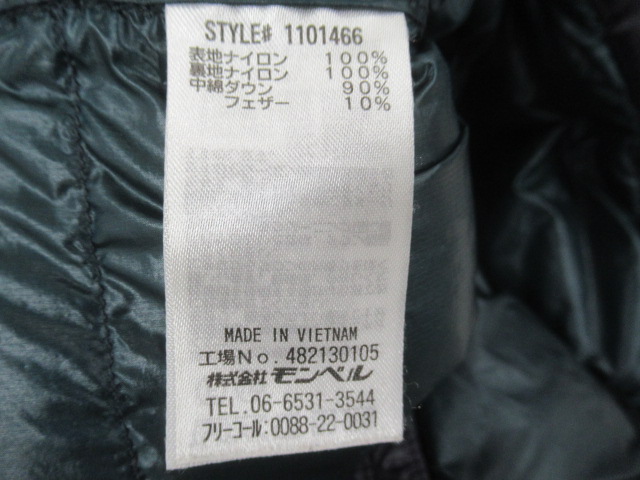 STYLE# 1101466
表地ナイロン 100%
裏地ナイロン 100%
中綿ダウン 90%
フェザー 10%
MADE IN VIETNAM
工場No. 482130105
株式会社モンベル
TEL. 06-6531-3544
フリーコール: 0088-22-0031